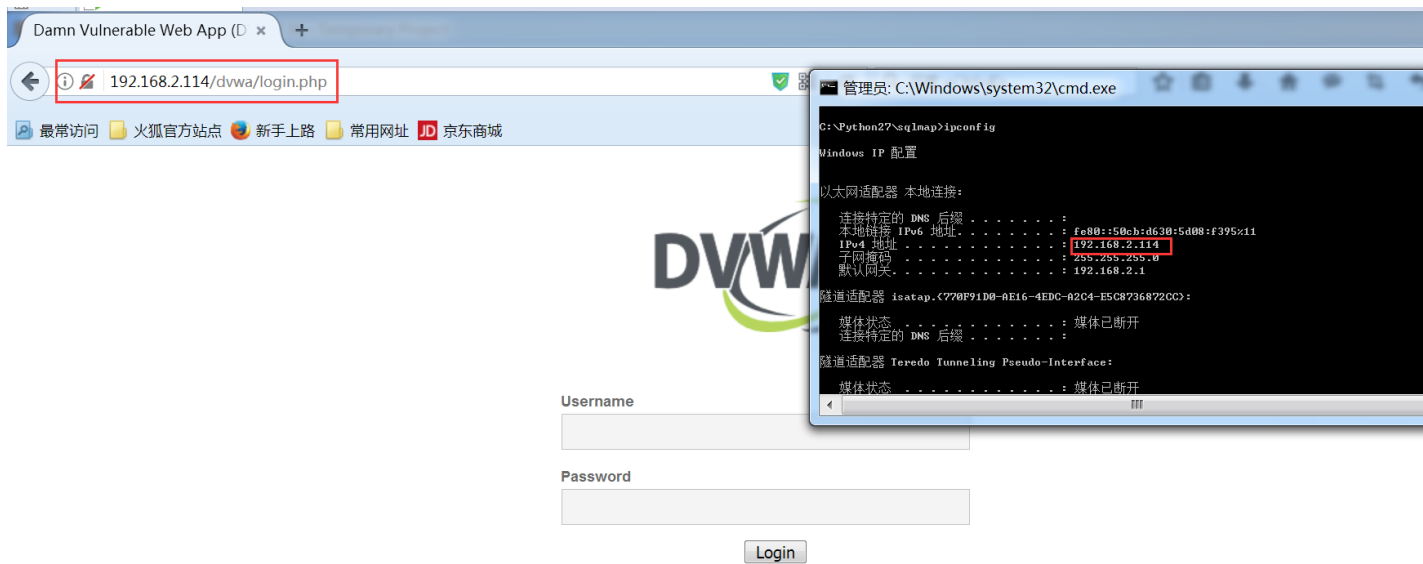 Damn Vulnerable Web App (D
192.168.2.114/dvwa/login.php
最常访问 火狐官方站点 新手上路 常用网址 JD 京东商城
DVW
Username
Password
Login
管理员: C:\Windows\system32\cmd.exe
C:\Python27\sqlmap>ipconfig
Windows IP 配置
以太网适配器 本地连接:
连接特定的 DNS 后缀 . . . . . . . :
本地链接 IPv6 地址. . . . . . . . : fe80::50cb:d630:5d08:f395%11
IPv4 地址 . . . . . . . . . . . . : 192.168.2.114
子网掩码 . . . . . . . . . . . . : 255.255.255.0
默认网关. . . . . . . . . . . . . : 192.168.2.1
隧道适配器 isatap.{770F91D0-AE16-4EDC-A2C4-E5C8736872CC}:
媒体状态 . . . . . . . . . . . . : 媒体已断开
连接特定的 DNS 后缀 . . . . . . . :
隧道适配器 Teredo Tunneling Pseudo-Interface:
媒体状态 . . . . . . . . . . . . : 媒体已断开